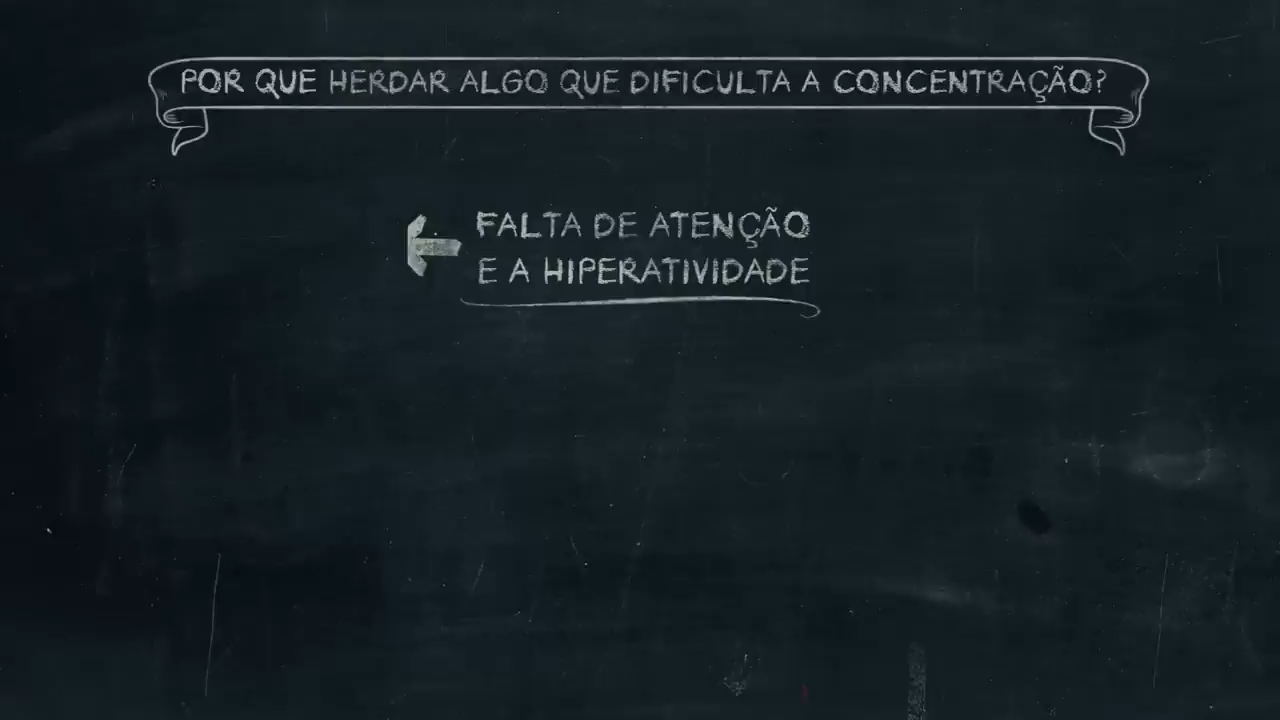 POR QUE HERDAR ALGO QUE DIFICULTA A CONCENTRAÇÃO?
FALTA DE ATENÇÃO
E A HIPERATIVIDADE